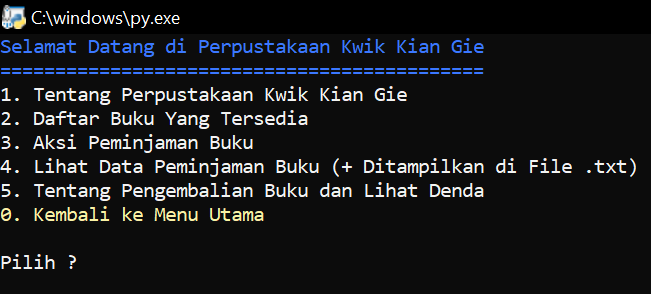 C:\windows\py.exe
Selamat Datang di Perpustakaan Kwik Kian Gie
============================================
1. Tentang Perpustakaan Kwik Kian Gie
2. Daftar Buku Yang Tersedia
3. Aksi Peminjaman Buku
4. Lihat Data Peminjaman Buku (+ Ditampilkan di File .txt)
5. Tentang Pengembalian Buku dan Lihat Denda
0. Kembali ke Menu Utama
Pilih ?